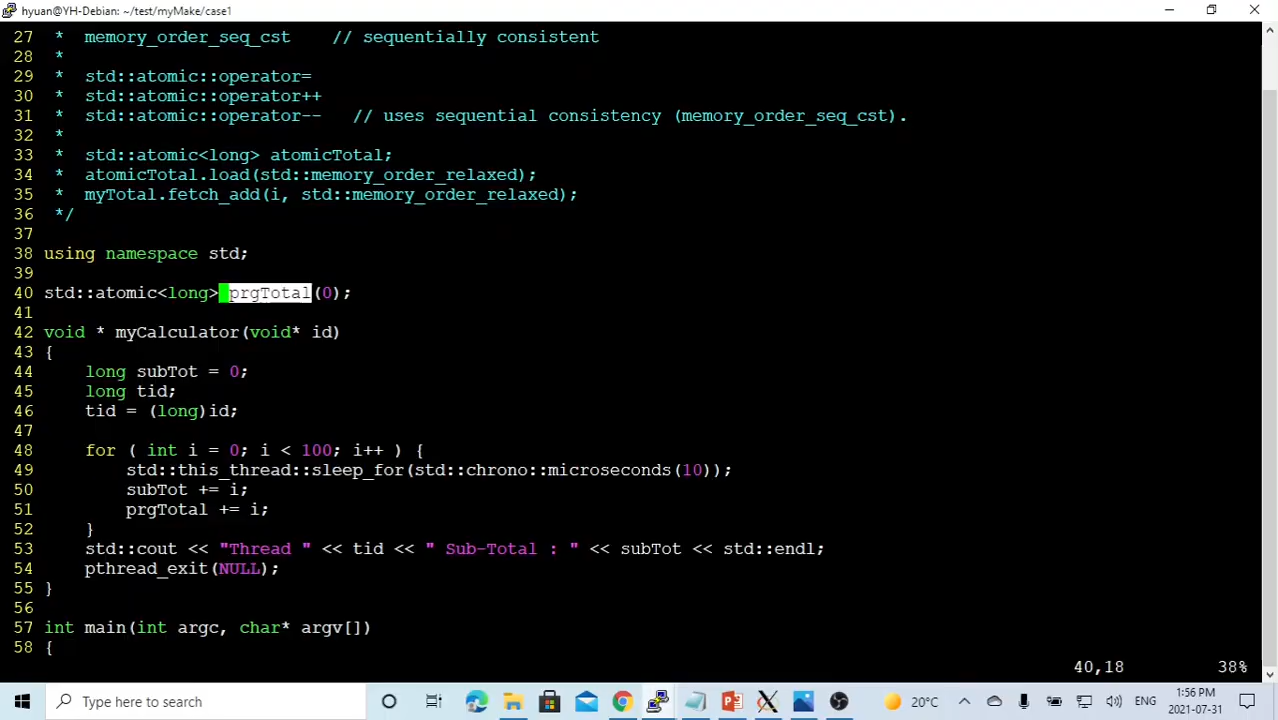 hyuan@YH-Debian: ~/test/myMake/case1
27 * memory_order_seq_cst // sequentially consistent
28 *
29 * std::atomic::operator=
30 * std::atomic::operator++
31 * std::atomic::operator-- // uses sequential consistency (memory_order_seq_cst).
32 *
33 * std::atomic<long> atomicTotal;
34 * atomicTotal.load(std::memory_order_relaxed);
35 * myTotal.fetch_add(i, std::memory_order_relaxed);
36 */
37
38 using namespace std;
39
40 std::atomic<long> prgTotal(0);
41
42 void * myCalculator(void* id)
43 {
44 long subTot = 0;
45 long tid;
46 tid = (long)id;
47
48 for ( int i = 0; i < 100; i++ ) {
49 std::this_thread::sleep_for(std::chrono::microseconds(10));
50 subTot += i;
51 prgTotal += i;
52 }
53 std::cout << "Thread " << tid << " Sub-Total : " << subTot << std::endl;
54 pthread_exit(NULL);
55 }
56
57 int main(int argc, char* argv[])
58 {
40,18 38%
Type here to search
20°C
ENG
1:56 PM
2021-07-31